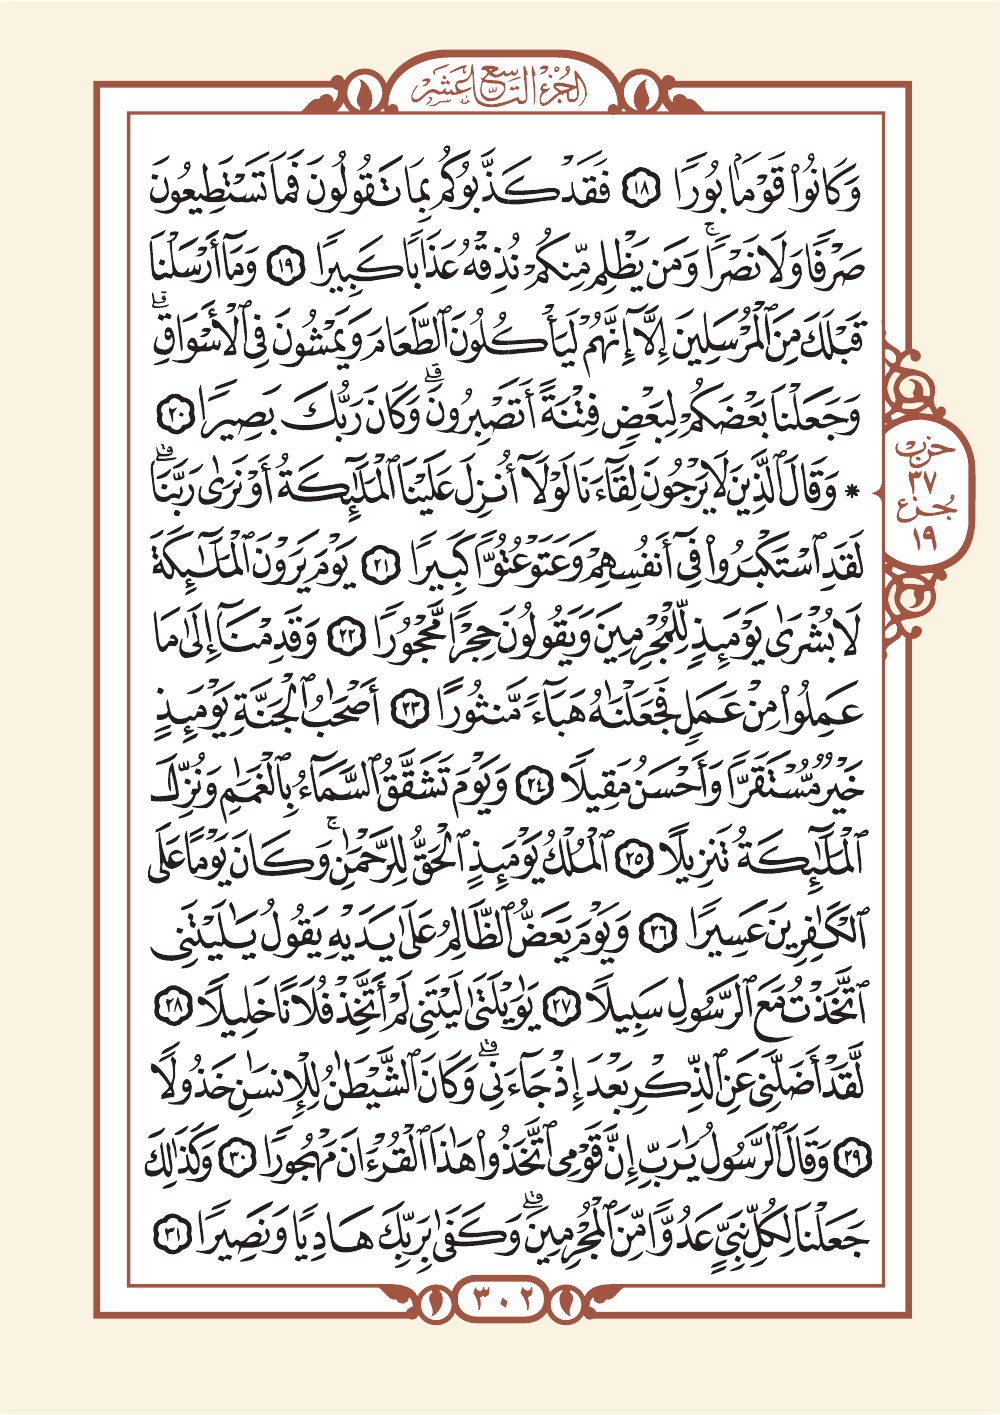 الجزء التاسع عشر
وَكَانُوا۟ قَوْمَۢا بُورًا ١٨ فَقَدْ كَذَّبُوكُم بِمَا تَقُولُونَ فَمَا تَسْتَطِيعُونَ
صَرْفًا وَلَا نَصْرًا ۚ وَمَن يَظْلِم مِّنكُمْ نُذِقْهُ عَذَابًا كَبِيرًا ١٩ وَمَآ أَرْسَلْنَا
قَبْلَكَ مِنَ ٱلْمُرْسَلِينَ إِلَّآ إِنَّهُمْ لَيَأْكُلُونَ ٱلطَّعَامَ وَيَمْشُونَ فِى ٱلْأَسْوَاقِ ۗ
وَجَعَلْنَا بَعْضَكُمْ لِبَعْضٍ فِتْنَةً أَتَصْبِرُونَ ۗ وَكَانَ رَبُّكَ بَصِيرًا ٢٠
* وَقَالَ ٱلَّذِينَ لَا يَرْجُونَ لِقَآءَنَا لَوْلَآ أُنزِلَ عَلَيْنَا ٱلْمَلَٰٓئِكَةُ أَوْ نَرَىٰ رَبَّنَا ۗ
لَقَدِ ٱسْتَكْبَرُوا۟ فِىٓ أَنفُسِهِمْ وَعَتَوْ عُتُوًّا كَبِيرًا ٢١ يَوْمَ يَرَوْنَ ٱلْمَلَٰٓئِكَةَ
لَا بُشْرَىٰ يَوْمَئِذٍ لِّلْمُجْرِمِينَ وَيَقُولُونَ حِجْرًا مَّحْجُورًا ٢٢ وَقَدِمْنَآ إِلَىٰ مَا
عَمِلُوا۟ مِنْ عَمَلٍ فَجَعَلْنَٰهُ هَبَآءً مَّنثُورًا ٢٣ أَصْحَٰبُ ٱلْجَنَّةِ يَوْمَئِذٍ
خَيْرٌ مُّسْتَقَرًّا وَأَحْسَنُ مَقِيلًا ٢٤ وَيَوْمَ تَشَقَّقُ ٱلسَّمَآءُ بِٱلْغَمَٰمِ وَنُزِّلَ
ٱلْمَلَٰٓئِكَةُ تَنزِيلًا ٢٥ ٱلْمُلْكُ يَوْمَئِذٍ ٱلْحَقُّ لِلرَّحْمَٰنِ ۚ وَكَانَ يَوْمًا عَلَى
ٱلْكَٰفِرِينَ عَسِيرًا ٢٦ وَيَوْمَ يَعَضُّ ٱلظَّالِمُ عَلَىٰ يَدَيْهِ يَقُولُ يَٰلَيْتَنِى
ٱتَّخَذْتُ مَعَ ٱلرَّسُولِ سَبِيلًا ٢٧ يَٰوَيْلَتَىٰ لَيْتَنِى لَمْ أَتَّخِذْ فُلَانًا خَلِيلًا ٢٨
لَّقَدْ أَضَلَّنِى عَنِ ٱلذِّكْرِ بَعْدَ إِذْ جَآءَنِى ۗ وَكَانَ ٱلشَّيْطَٰنُ لِلْإِنسَٰنِ خَذُولًا
٢٩ وَقَالَ ٱلرَّسُولُ يَٰرَبِّ إِنَّ قَوْمِى ٱتَّخَذُوا۟ هَٰذَا ٱلْقُرْءَانَ مَهْجُورًا ٣٠ وَكَذَٰلِكَ
جَعَلْنَا لِكُلِّ نَبِىٍّ عَدُوًّا مِّنَ ٱلْمُجْرِمِينَ ۗ وَكَفَىٰ بِرَبِّكَ هَادِيًا وَنَصِيرًا ٣١
حزب
٣٧
جزء
١٩
٣٠٢